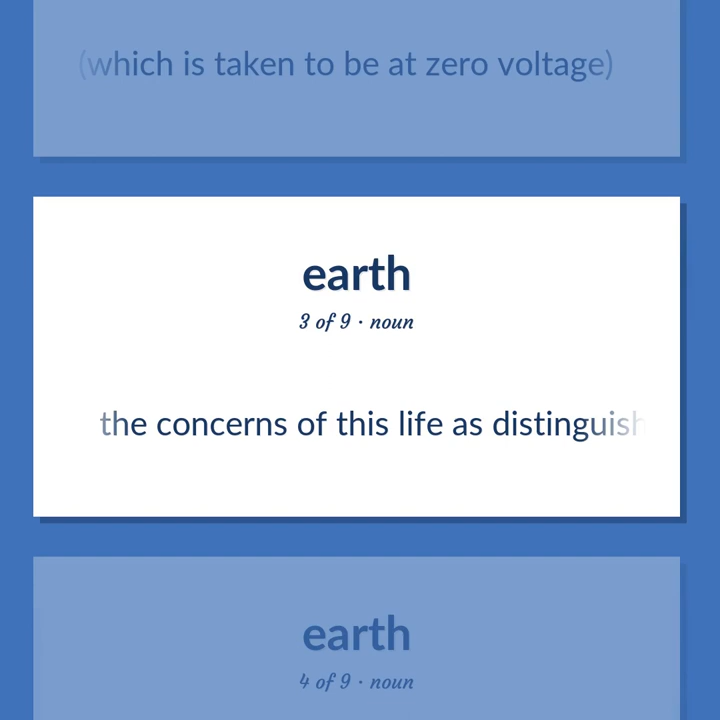 (which is taken to be at zero voltage)
earth
3 of 9 · noun
the concerns of this life as distinguish
earth
4 of 9 · noun